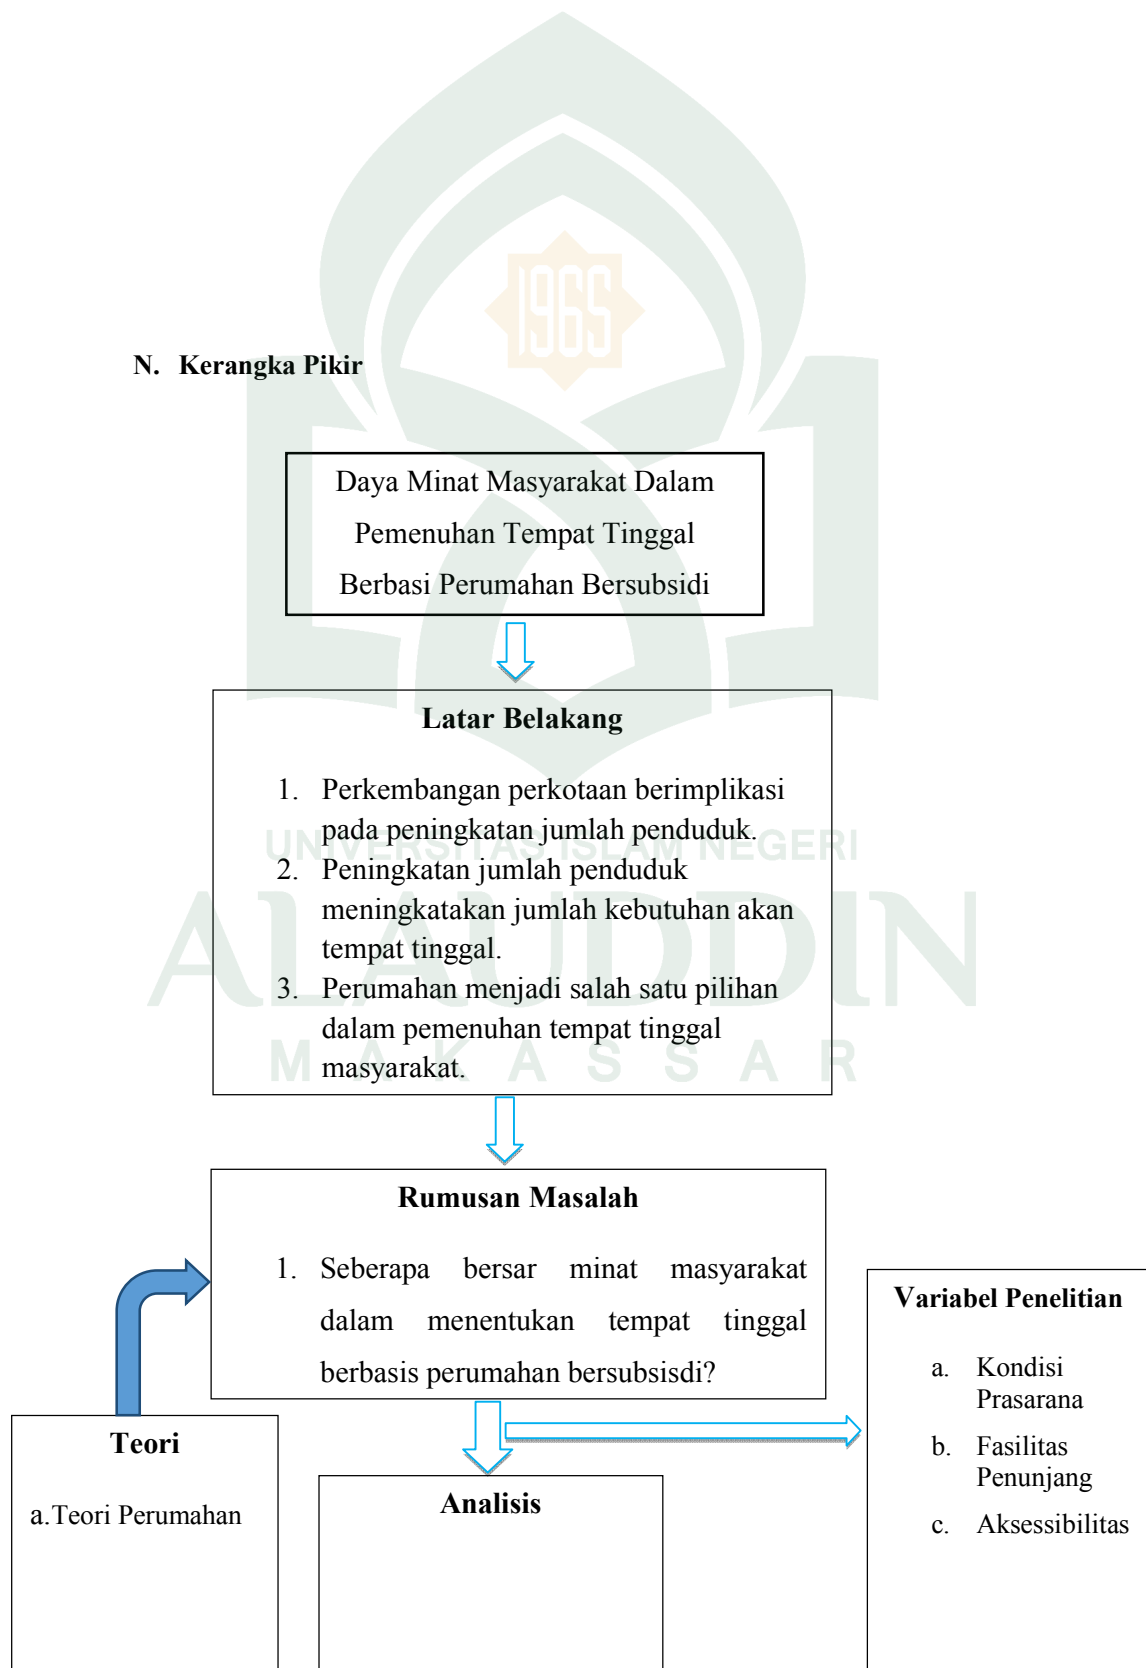 1965
N. Kerangka Pikir
Daya Minat Masyarakat Dalam
Pemenuhan Tempat Tinggal
Berbasi Perumahan Bersubsidi
Latar Belakang
1. Perkembangan perkotaan berimplikasi
pada peningkatan jumlah penduduk.
2. Peningkatan jumlah penduduk
meningkatakan jumlah kebutuhan akan
tempat tinggal.
3. Perumahan menjadi salah satu pilihan
dalam pemenuhan tempat tinggal
masyarakat.
UNIVERSITAS ISLAM NEGERI
ALAUDDIN
MAKASSAR
Rumusan Masalah
1. Seberapa bersar minat masyarakat
dalam menentukan tempat tinggal
berbasis perumahan bersubsisdi?
Variabel Penelitian
a. Kondisi
Prasarana
b. Fasilitas
Penunjang
c. Aksessibilitas
Teori
a.Teori Perumahan
Analisis